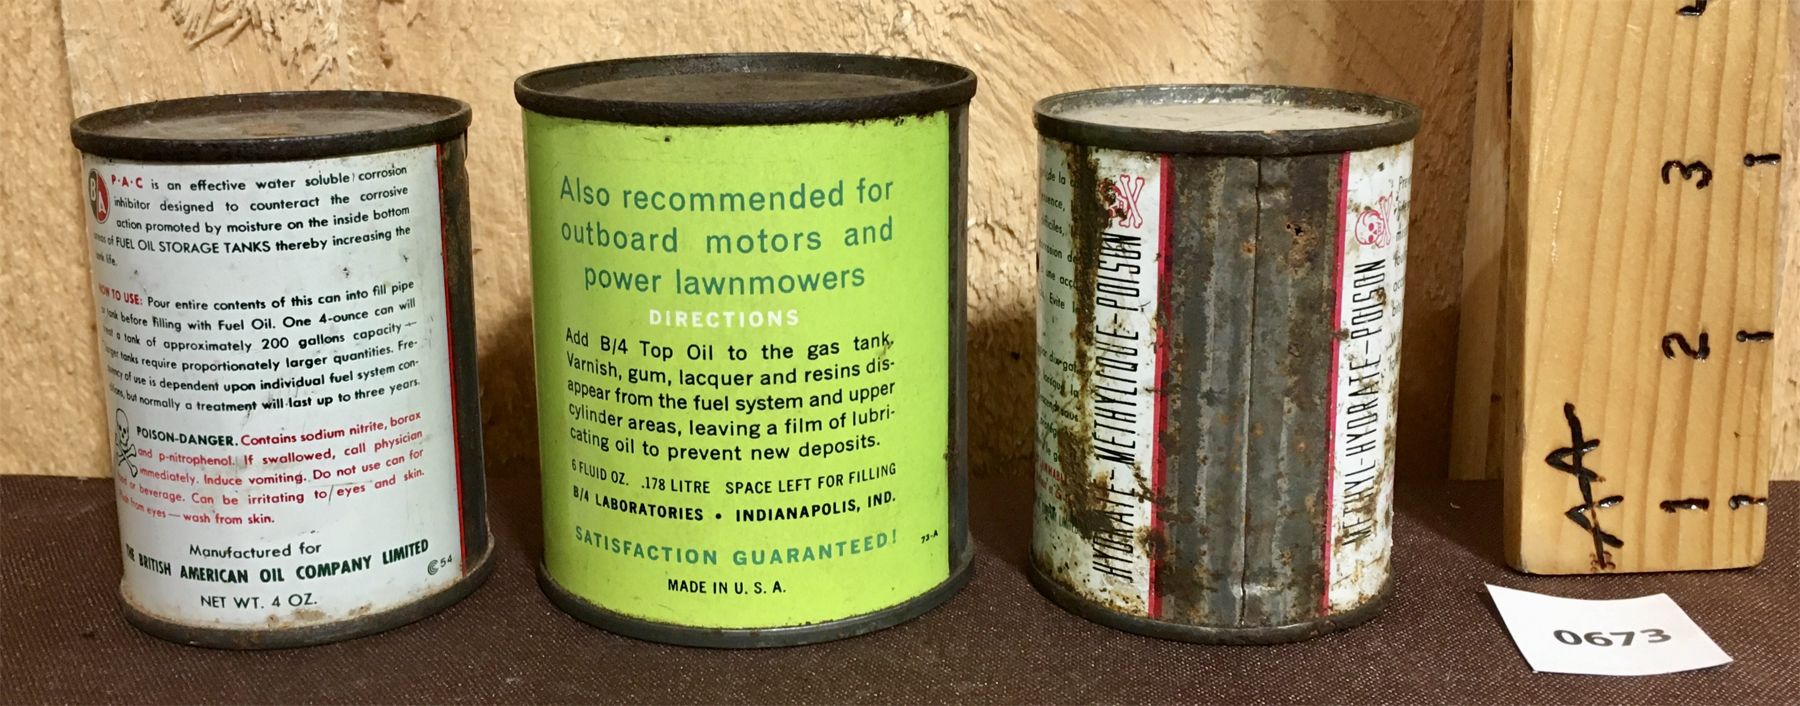 BA
P·A·C is an effective water soluble corrosion
inhibitor designed to counteract the corrosive
action promoted by moisture on the inside bottom
of FUEL OIL STORAGE TANKS thereby increasing the
tank life.
HOW TO USE: Pour entire contents of this can into fill pipe
tank before filling with Fuel Oil. One 4-ounce can will
a tank of approximately 200 gallons capacity —
tanks require proportionately larger quantities. Fre-
of use is dependent upon individual fuel system con-
but normally a treatment will last up to three years.
POISON-DANGER. Contains sodium nitrite, borax
and p-nitrophenol. If swallowed, call physician
immediately. Induce vomiting. Do not use can for
or beverage. Can be irritating to eyes and skin.
from eyes — wash from skin.
Manufactured for
THE BRITISH AMERICAN OIL COMPANY LIMITED
54
NET WT. 4 OZ.
Also recommended for
outboard motors and
power lawnmowers
DIRECTIONS
Add B/4 Top Oil to the gas tank.
Varnish, gum, lacquer and resins dis-
appear from the fuel system and upper
cylinder areas, leaving a film of lubri-
cating oil to prevent new deposits.
6 FLUID OZ. .178 LITRE SPACE LEFT FOR FILLING
B/4 LABORATORIES • INDIANAPOLIS, IND.
SATISFACTION GUARANTEED!
73-A
MADE IN U. S. A.
HYDRATE-METHYLIQUE-POISON
METHYL-HYDRATE-POISON
3
2
1
1
1
1
AA
0673